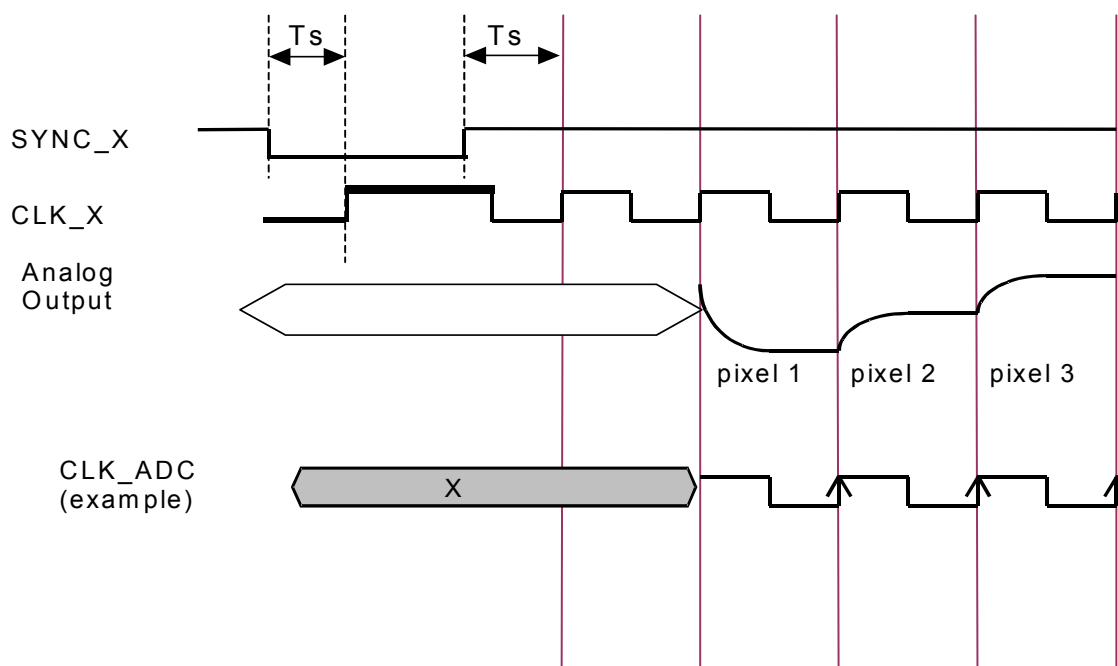 Ts Ts
SYNC_X
CLK_X
Analog
Output
pixel 1 pixel 2 pixel 3
CLK_ADC
(example)
X